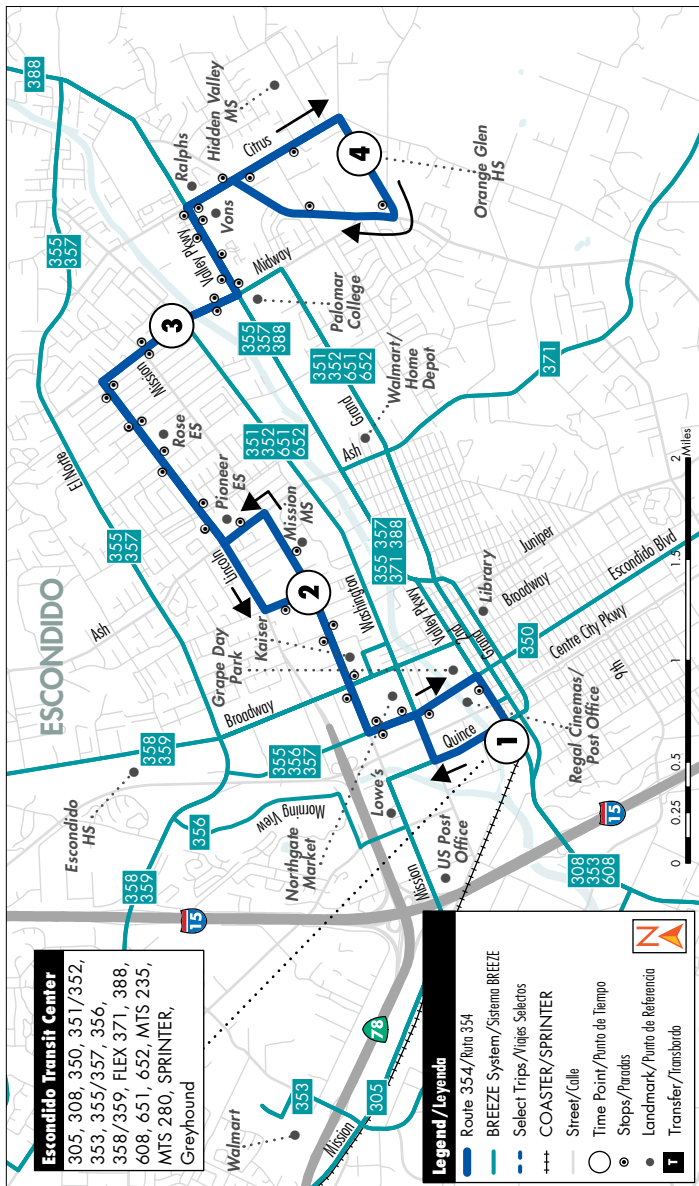 Escondido Transit Center
305, 308, 350, 351/352,
353, 355/357, 356,
358/359, FLEX 371, 388,
608, 651, 652, MTS 235,
MTS 280, SPRINTER,
Greyhound
Legend/Leyenda
Route 354/Ruta 354
BREEZE System/Sistema BREEZE
Select Trips/Viajes Selectos
COASTER/SPRINTER
Street/Calle
Time Point/Punto de Tiempo
Stops/Paradas
Landmark/Punto de Referencia
T Transfer/Transbordo
N
ESCONDIDO
Walmart
353
Mission
305
78
15
358
359
356
Morning View
Escondido
HS
358
359
Northgate
Market
Lowe's
US Post
Office
Mission
352
352
357
Broadway
Ash
Grape Day
Park
Kaiser
Quince
1
Regal Cinemas/
Post Office
308
353
608
15
9th
Centre City Pkwy
Escondido Blvd
350
Broadway
Juniper
Library
Grand
2nd
Valley Pkwy
Washington
355 357
371 388
2
Lincoln
Mission
MS
Pioneer
ES
Rose
ES
351
352
651
652
355
357
El Norte
Mission
3
355
357
388
355
357
388
Valley Pkwy
Ralphs
Vons
Hidden Valley
MS
Citrus
4
Orange Glen
HS
Midway
Palomar
College
351
352
651
652
Grand
Walmart/
Home
Depot
Ash
371
0
0.25
0.5
1
1.5
2
Miles